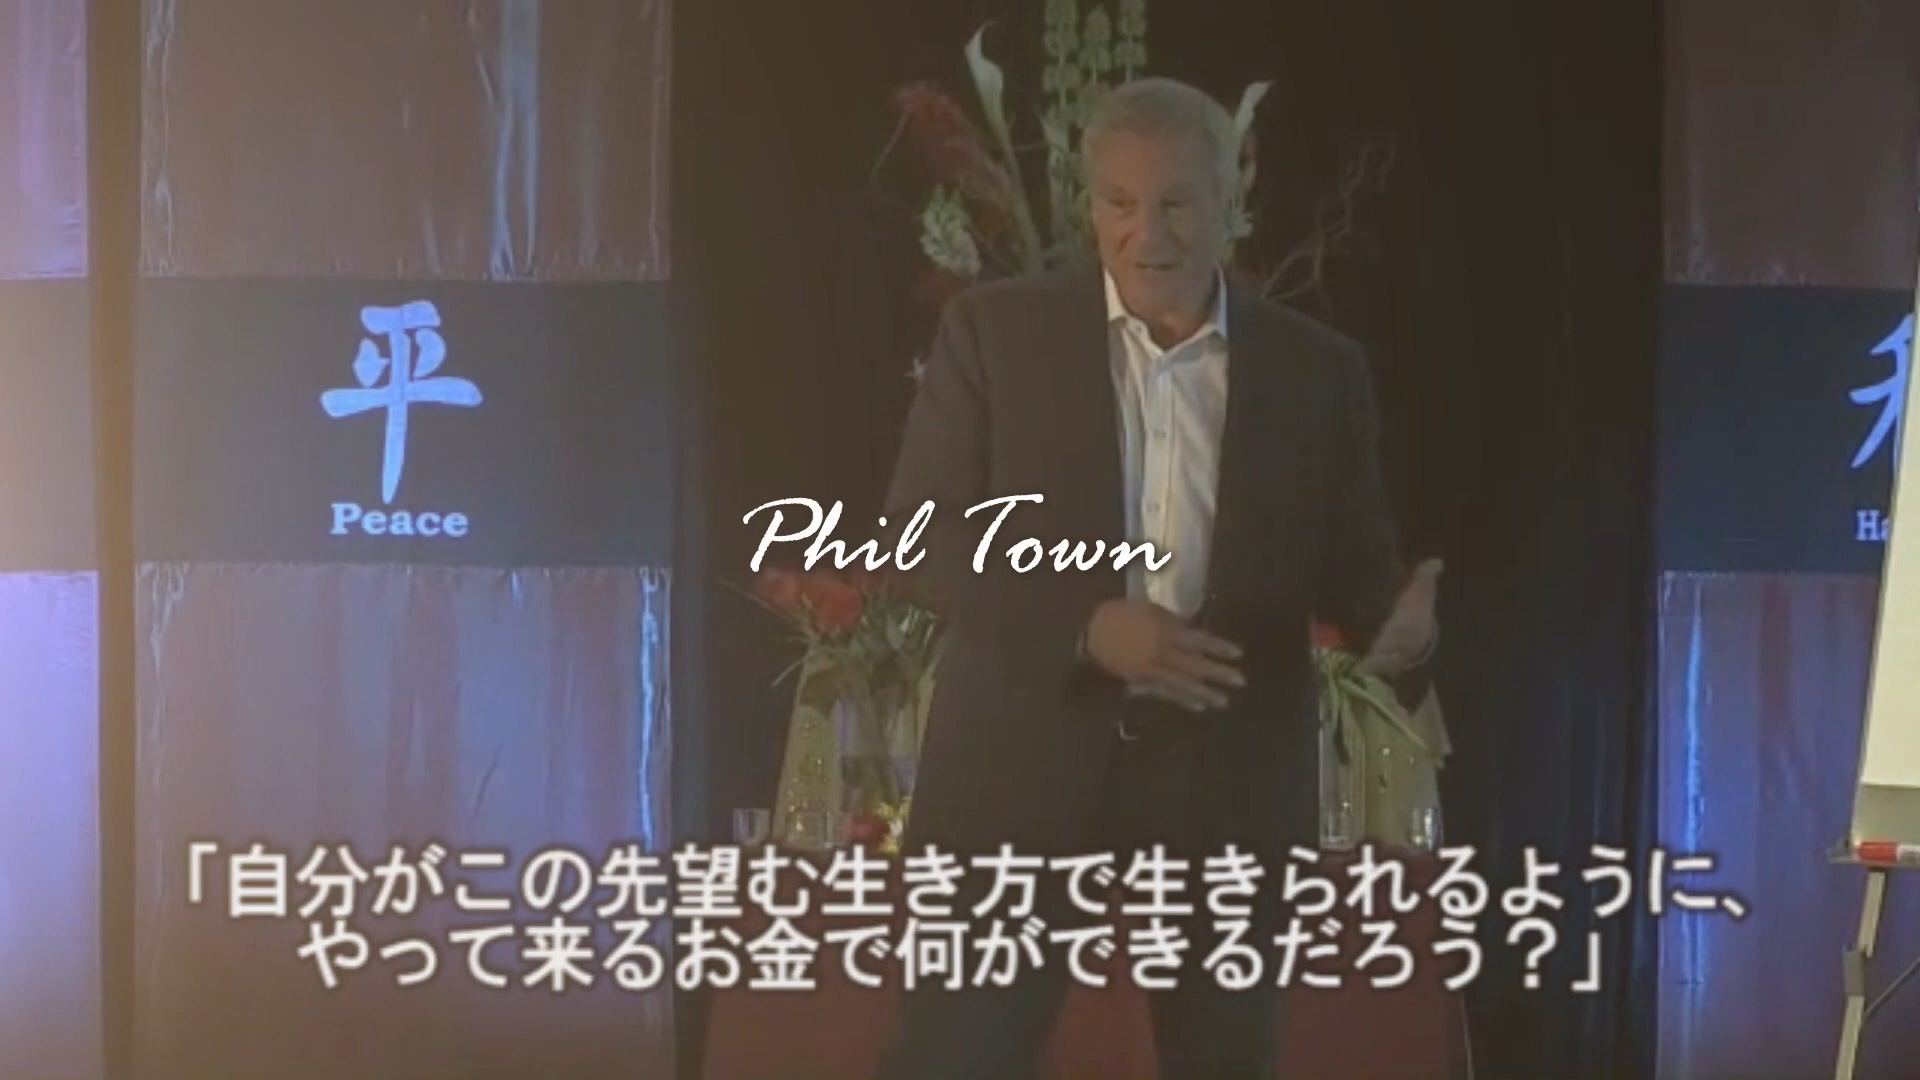 平
Peace
Phil Town
「自分がこの先望む生き方で生きられるように、
やって来るお金で何ができるだろう？」